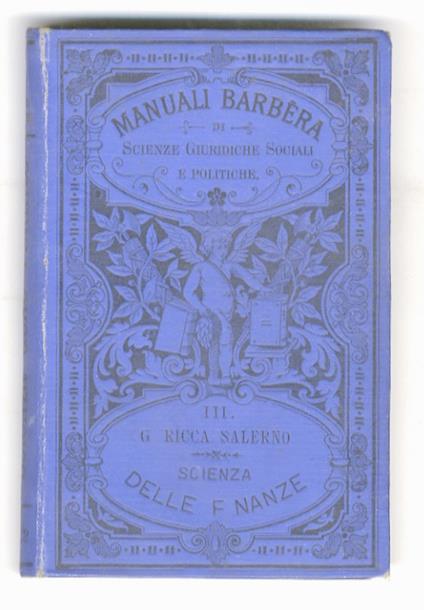 MANUALI BARBÈRA
DI
SCIENZE GIURIDICHE SOCIALI
E POLITICHE.
III.
G RICCA SALERNO
SCIENZA
DELLE F NANZE